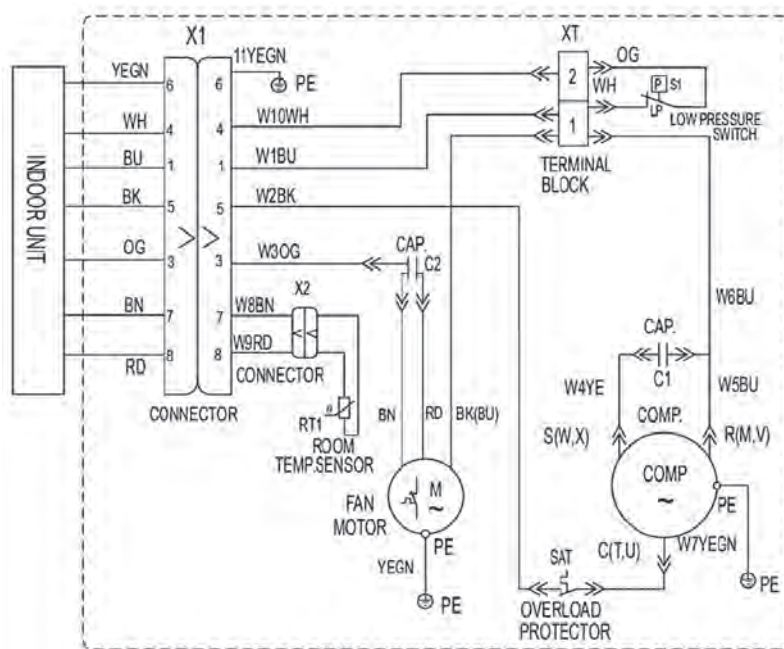 X1
XT
INDOOR UNIT
YEGN
6
6
11YEGN
PE
WH
4
4
W10WH
BU
1
1
W1BU
BK
5
5
W2BK
OG
3
3
W3OG
BN
7
7
W8BN
RD
8
8
W9RD
CONNECTOR
X2
CONNECTOR
RT1
θ
ROOM
TEMP.SENSOR
CAP.
C2
BN
RD
BK(BU)
M
~
FAN
MOTOR
PE
YEGN
PE
2
1
TERMINAL
BLOCK
OG
WH
P
S1
LP
LOW PRESSURE
SWITCH
W6BU
CAP.
C1
W4YE
W5BU
COMP.
S(W,X)
R(M,V)
COMP
~
PE
W7YEGN
C(T,U)
PE
SAT
OVERLOAD
PROTECTOR